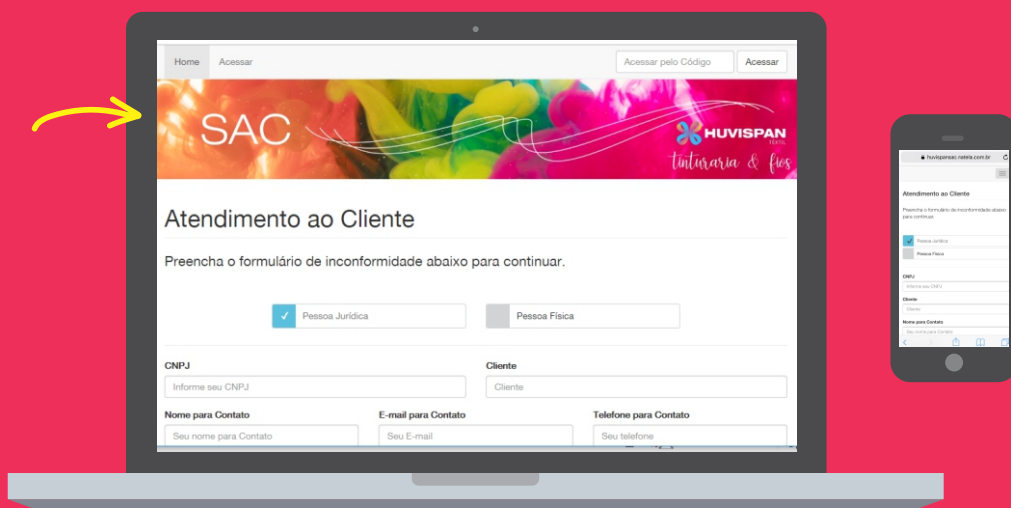 Home Acessar Acessar pelo Código Acessar
SAC
HUVISPAN
TÊXTIL
tinturaria & fios
Atendimento ao Cliente
Preencha o formulário de inconformidade abaixo para continuar.
✓ Pessoa Jurídica Pessoa Física
CNPJ Cliente
Informe seu CNPJ Cliente
Nome para Contato E-mail para Contato Telefone para Contato
Seu nome para Contato Seu E-mail Seu telefone
huvispansac.ratela.com.br
Atendimento ao Cliente
Preencha o formulário de inconformidade abaixo
para continuar.
✓ Pessoa Jurídica
Pessoa Física
CNPJ
Informe seu CNPJ
Cliente
Cliente
Nome para Contato
Seu nome para Contato